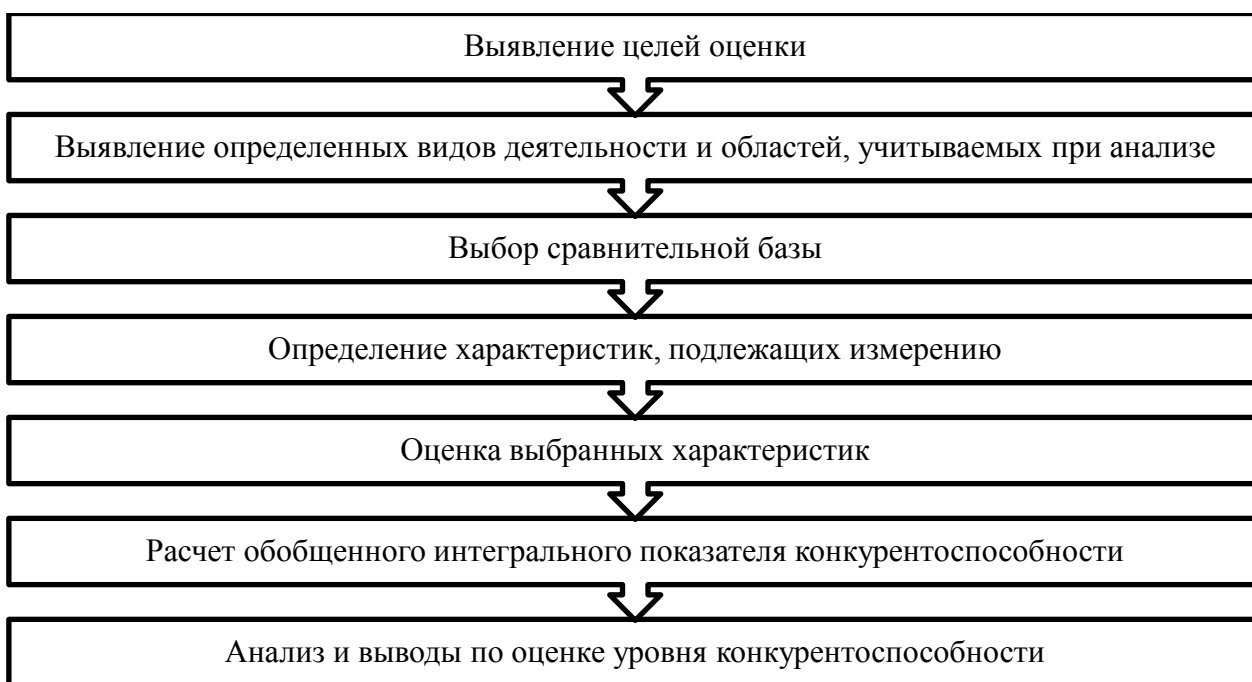 Выявление целей оценки
Выявление определенных видов деятельности и областей, учитываемых при анализе
Выбор сравнительной базы
Определение характеристик, подлежащих измерению
Оценка выбранных характеристик
Расчет обобщенного интегрального показателя конкурентоспособности
Анализ и выводы по оценке уровня конкурентоспособности